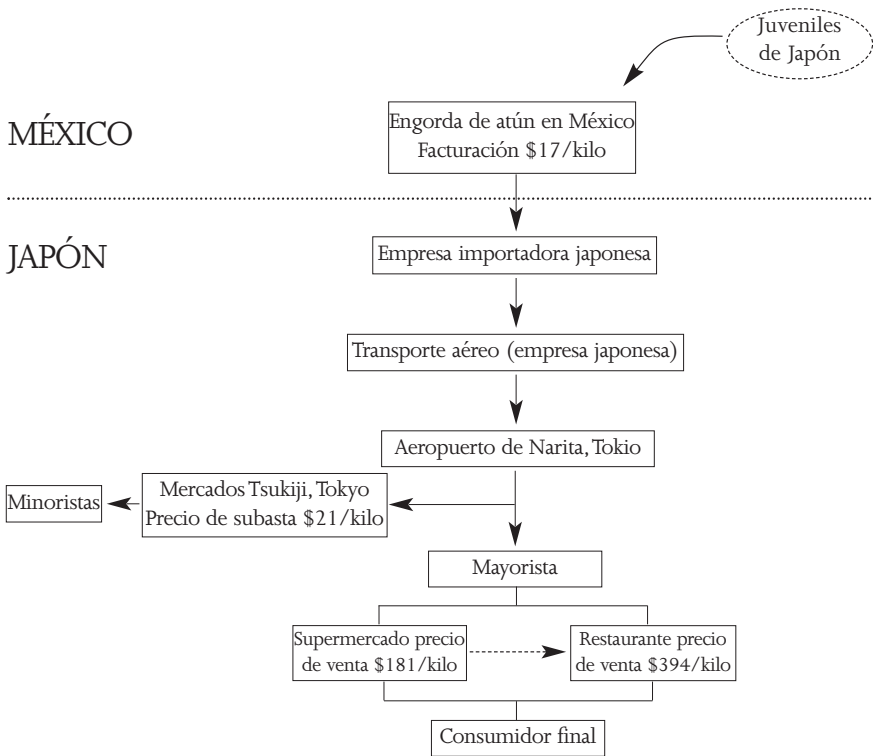 Juveniles
de Japón
MÉXICO
Engorda de atún en México
Facturación $17/kilo
JAPÓN
Empresa importadora japonesa
Transporte aéreo (empresa japonesa)
Aeropuerto de Narita, Tokio
Minoristas
Mercados Tsukiji, Tokyo
Precio de subasta $21/kilo
Mayorista
Supermercado precio
de venta $181/kilo
Restaurante precio
de venta $394/kilo
Consumidor final